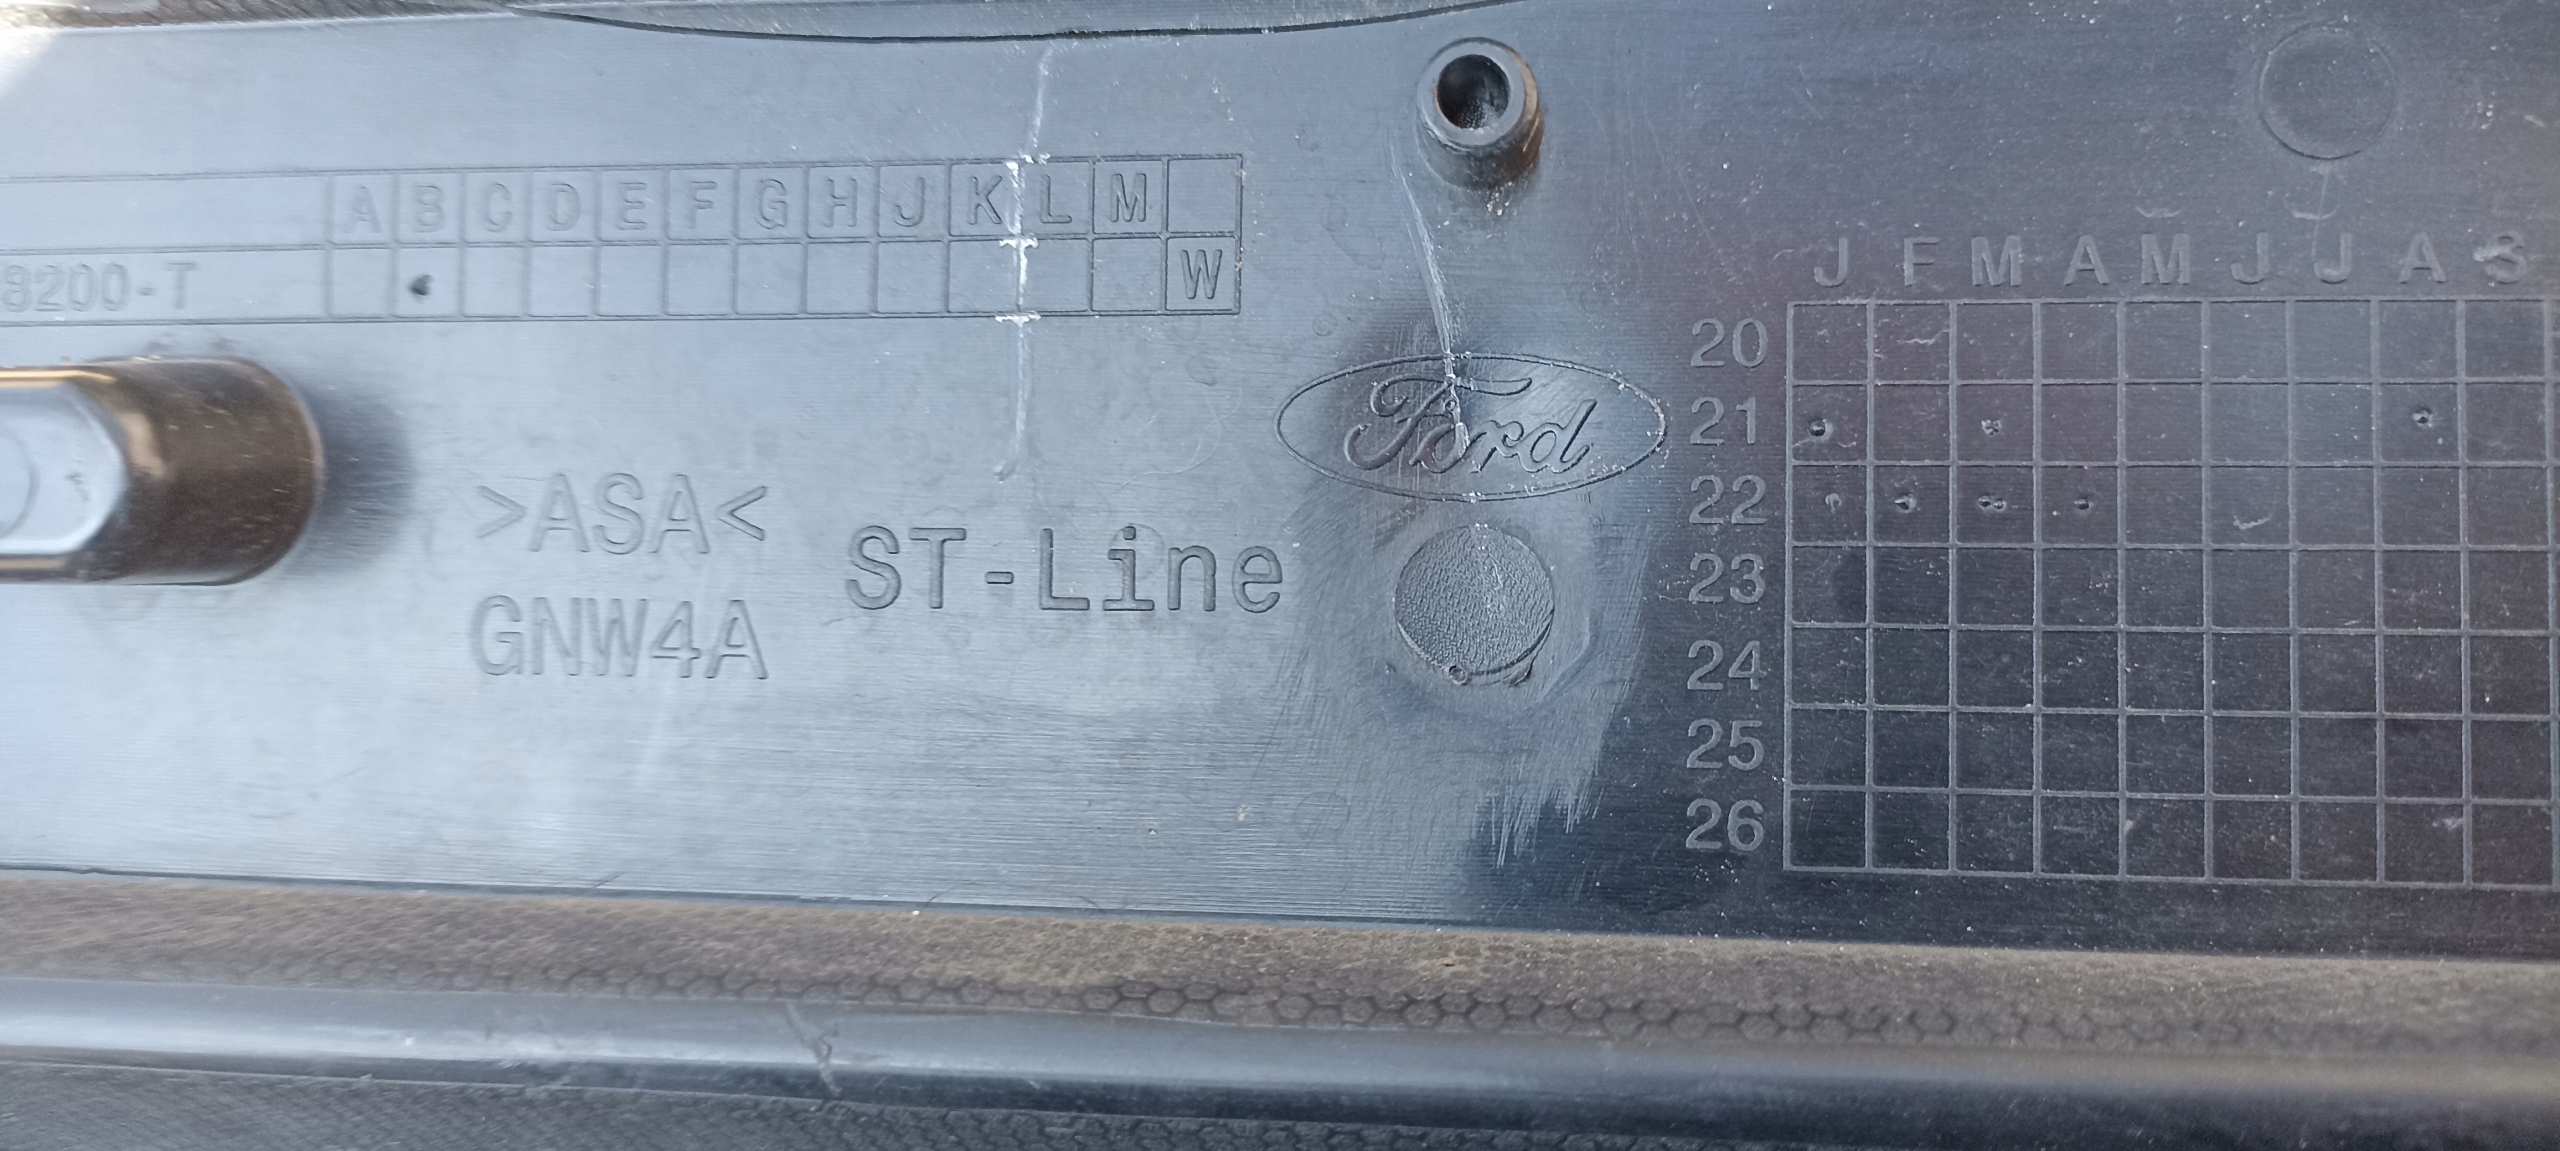 A B C D E F G H J K L M
8200-T W
>ASA<
GNW4A
ST-Line
Ford
J F M A M J J A S
20
21
22
23
24
25
26